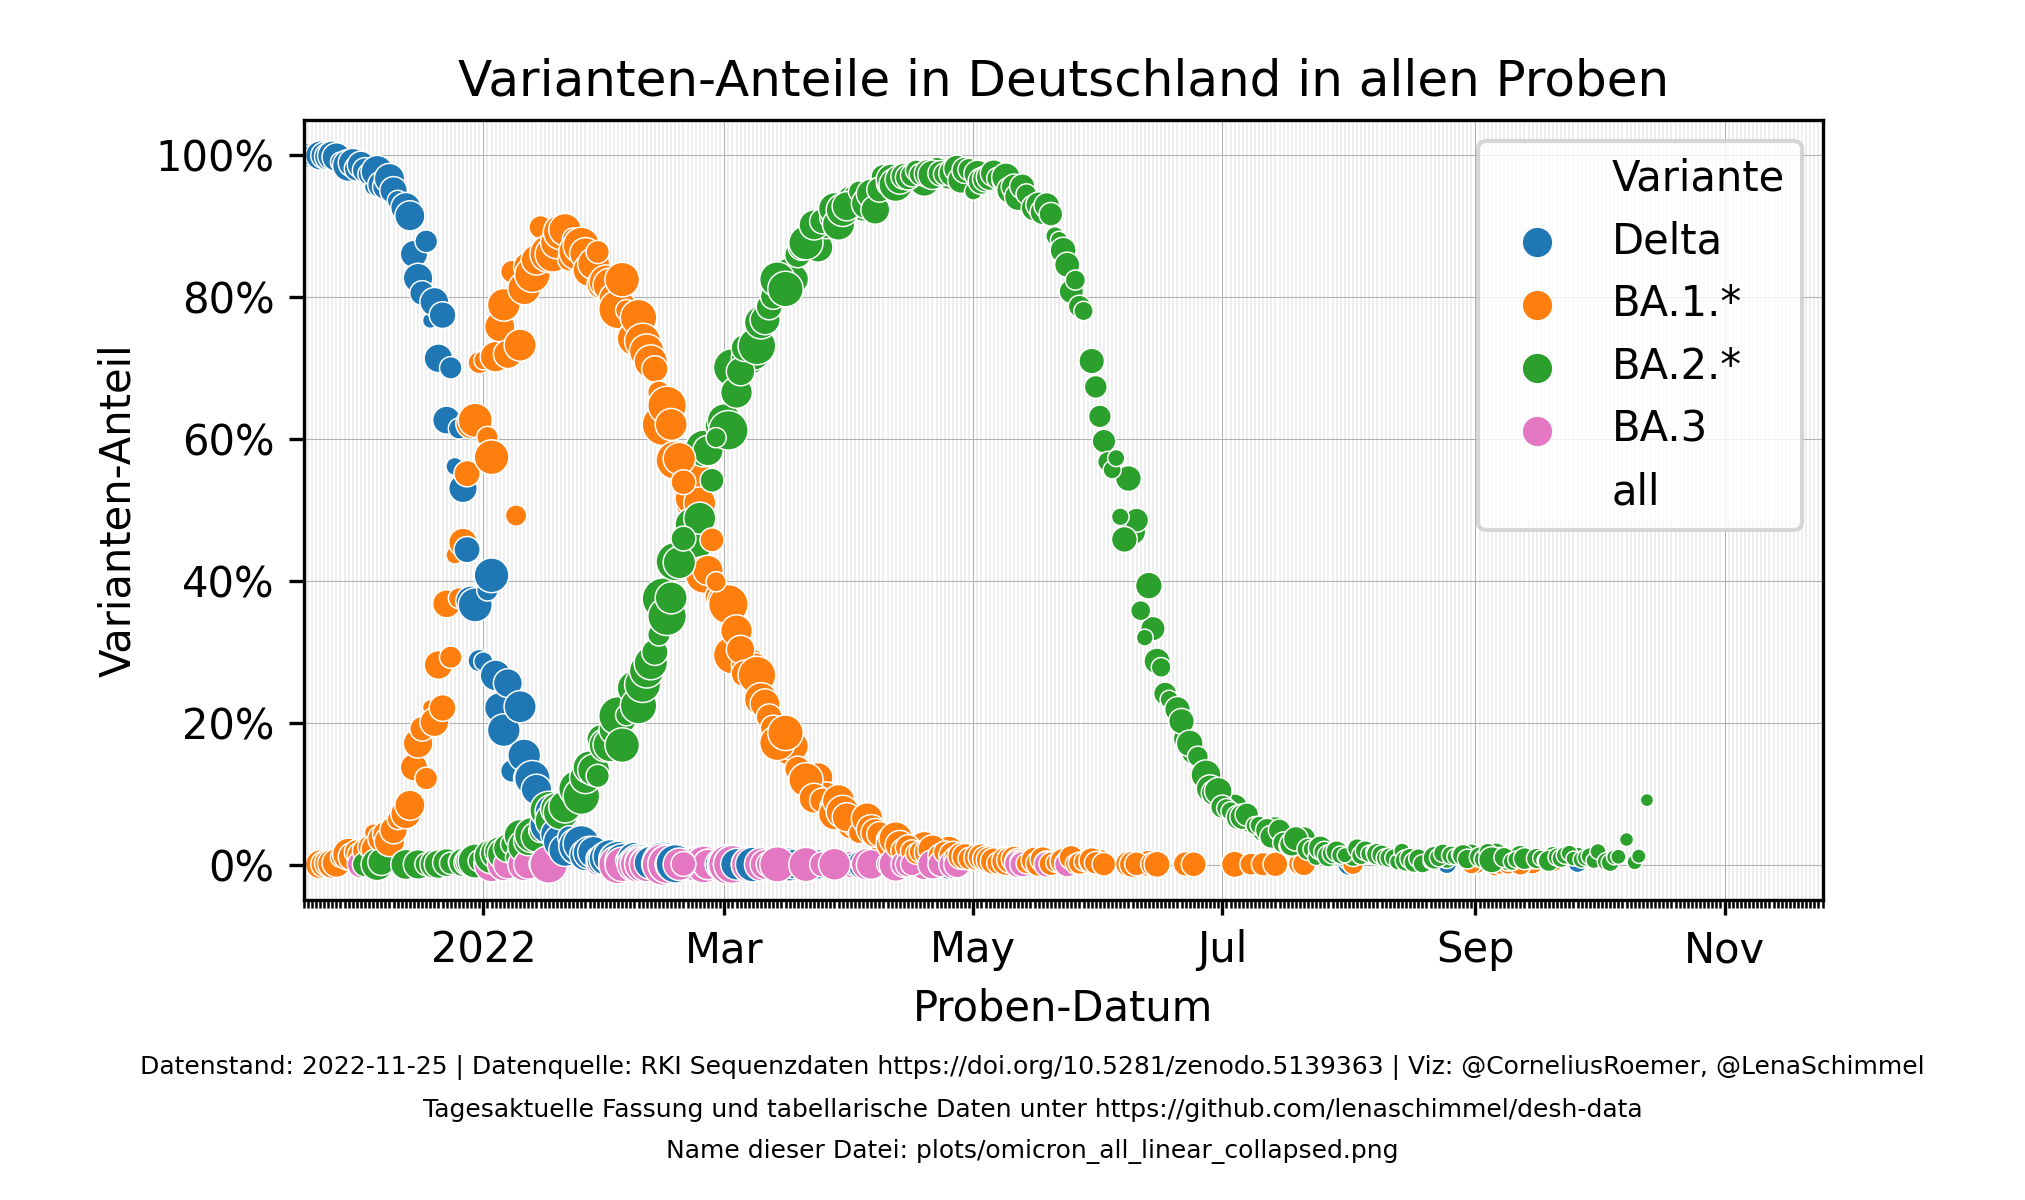 Varianten-Anteile in Deutschland in allen Proben
100%
80%
60%
40%
20%
0%
Varianten-Anteil
Variante
Delta
BA.1.*
BA.2.*
BA.3
all
2022 Mar May Jul Sep Nov
Proben-Datum
Datenstand: 2022-11-25 | Datenquelle: RKI Sequenzdaten https://doi.org/10.5281/zenodo.5139363 | Viz: @CorneliusRoemer, @LenaSchimmel
Tagesaktuelle Fassung und tabellarische Daten unter https://github.com/lenaschimmel/desh-data
Name dieser Datei: plots/omicron_all_linear_collapsed.png